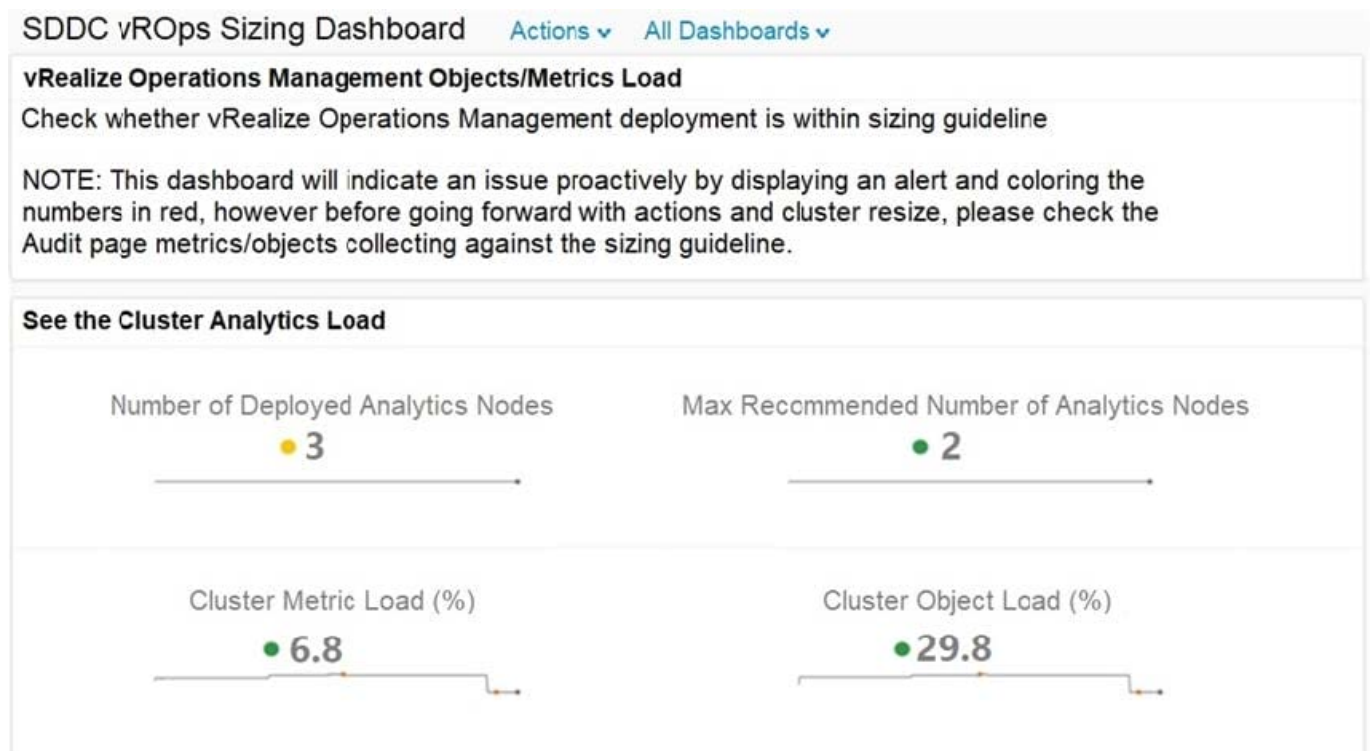 SDDC vROps Sizing Dashboard Actions All Dashboards
vRealize Operations Management Objects/Metrics Load
Check whether vRealize Operations Management deployment is within sizing guideline
NOTE: This dashboard will indicate an issue proactively by displaying an alert and coloring the
numbers in red, however before going forward with actions and cluster resize, please check the
Audit page metrics/objects collecting against the sizing guideline.
See the Cluster Analytics Load
Number of Deployed Analytics Nodes Max Recommended Number of Analytics Nodes
3 2
Cluster Metric Load (%) Cluster Object Load (%)
6.8 29.8